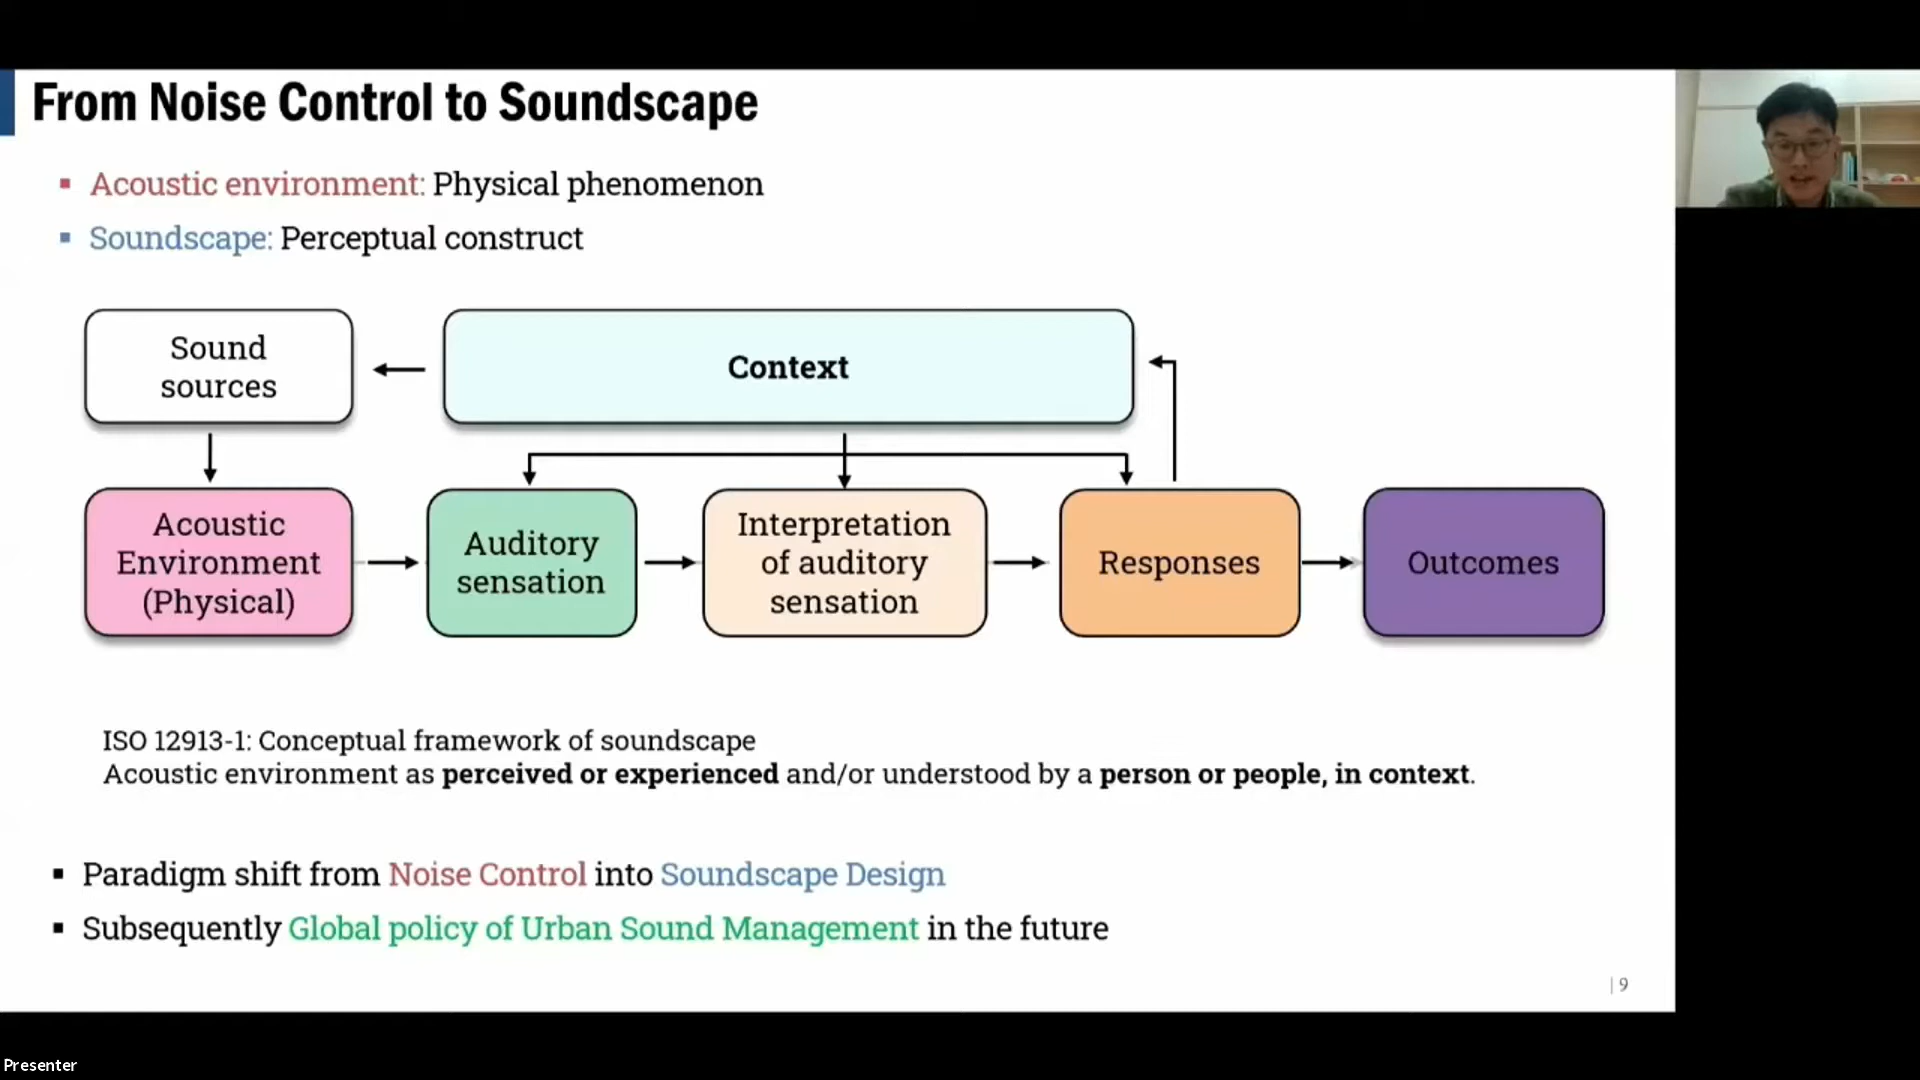 From Noise Control to Soundscape
Acoustic environment: Physical phenomenon
Soundscape: Perceptual construct
Sound
sources
Context
Acoustic
Environment
(Physical)
Auditory
sensation
Interpretation
of auditory
sensation
Responses
Outcomes
ISO 12913-1: Conceptual framework of soundscape
Acoustic environment as perceived or experienced and/or understood by a person or people, in context.
Paradigm shift from Noise Control into Soundscape Design
Subsequently Global policy of Urban Sound Management in the future
| 9
Presenter